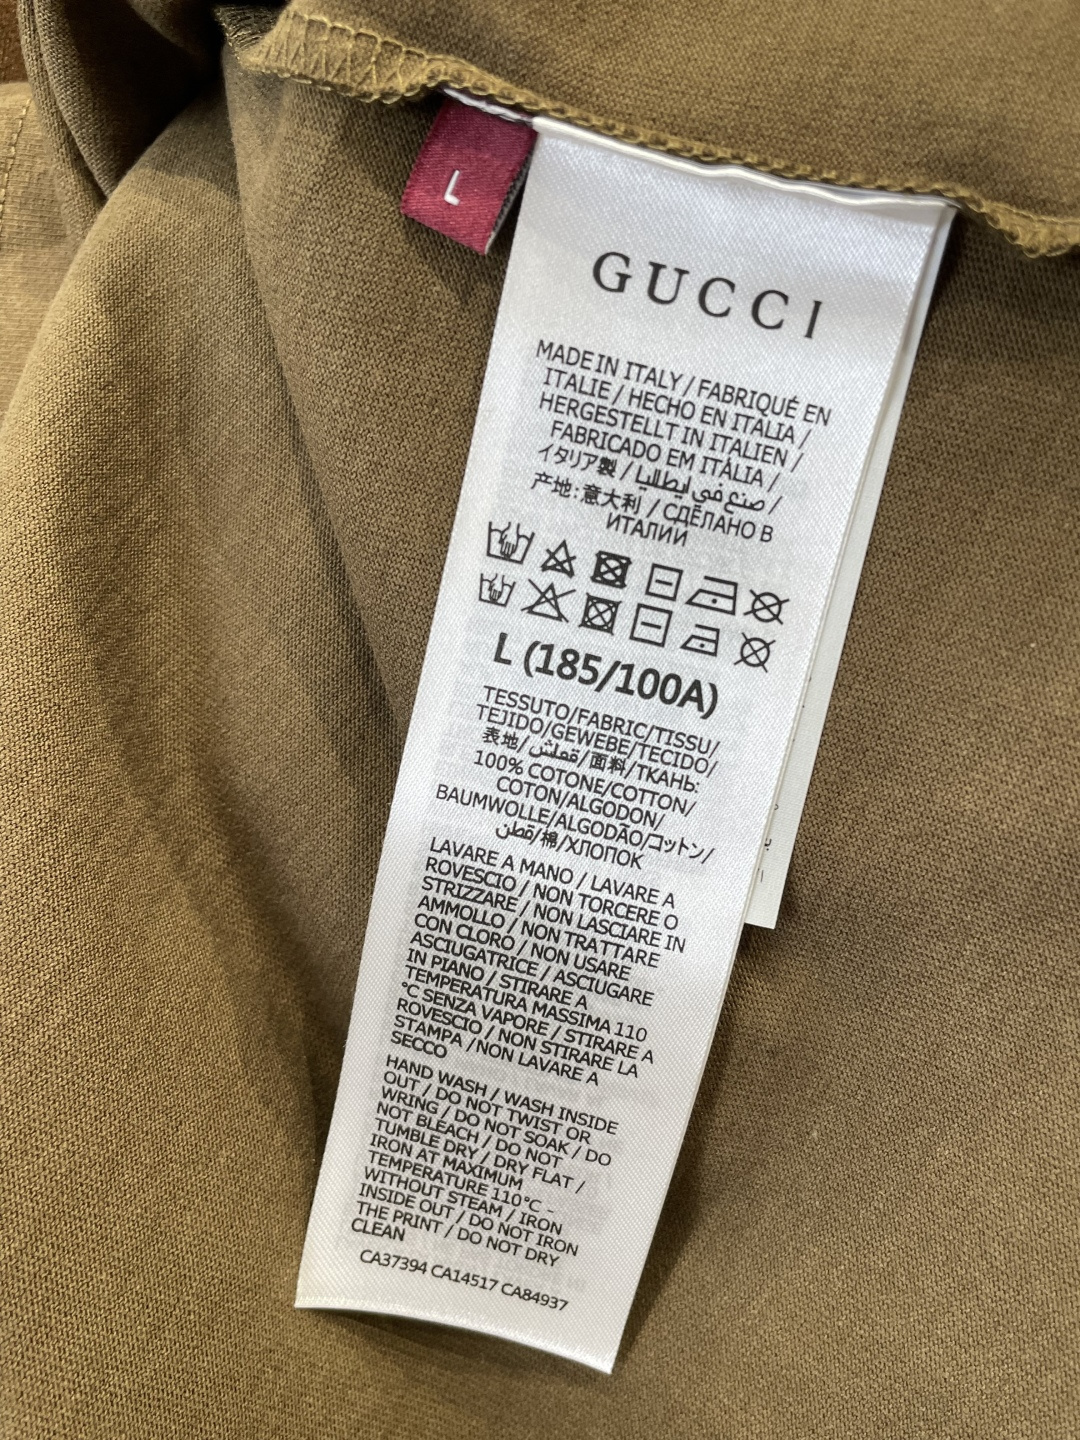 L
GUCCI
MADE IN ITALY / FABRIQUÉ EN
ITALIE / HECHO EN ITALIA /
HERGESTELLT IN ITALIEN /
FABRICADO EM ITÁLIA /
イタリア製 / صنع في ايطاليا /
产地: 意大利 / СДЕЛАНО В
ИТАЛИИ
L (185/100A)
TESSUTO/FABRIC/TISSU/
TEJIDO/GEWEBE/TECIDO/
表地/قماش/面料/ТКАНЬ:
100% COTONE/COTTON/
COTON/ALGODON/
BAUMWOLLE/ALGODÃO/コットン/
قطن/棉/ХЛОПОК
LAVARE A MANO / LAVARE A
ROVESCIO / NON TORCERE O
STRIZZARE / NON LASCIARE IN
AMMOLLO / NON TRATTARE
CON CLORO / NON USARE
ASCIUGATRICE / ASCIUGARE
IN PIANO / STIRARE A
TEMPERATURA MASSIMA 110
°C SENZA VAPORE / STIRARE A
ROVESCIO / NON STIRARE LA
STAMPA / NON LAVARE A
SECCO
HAND WASH / WASH INSIDE
OUT / DO NOT TWIST OR
WRING / DO NOT SOAK / DO
NOT BLEACH / DO NOT
TUMBLE DRY / DRY FLAT /
IRON AT MAXIMUM
TEMPERATURE 110°C -
WITHOUT STEAM / IRON
INSIDE OUT / DO NOT IRON
THE PRINT / DO NOT DRY
CLEAN
CA37394 CA14517 CA84937